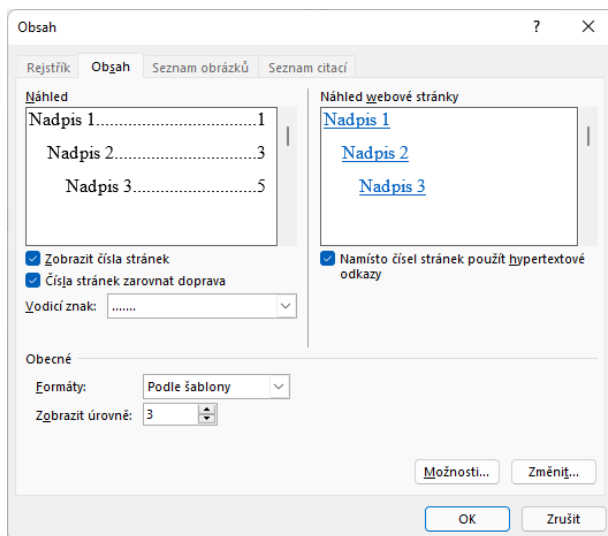 Obsah
?
Rejstřík
Obsah
Seznam obrázků
Seznam citací
Náhled
Nadpis 1................................1
Nadpis 2..............................3
Nadpis 3.........................5
Zobrazit čísla stránek
Čísla stránek zarovnat doprava
Vodicí znak: .......
Náhled webové stránky
Nadpis 1
Nadpis 2
Nadpis 3
Namísto čísel stránek použít hypertextové
odkazy
Obecné
Formáty: Podle šablony
Zobrazit úrovně: 3
Možnosti... Změnit...
OK Zrušit